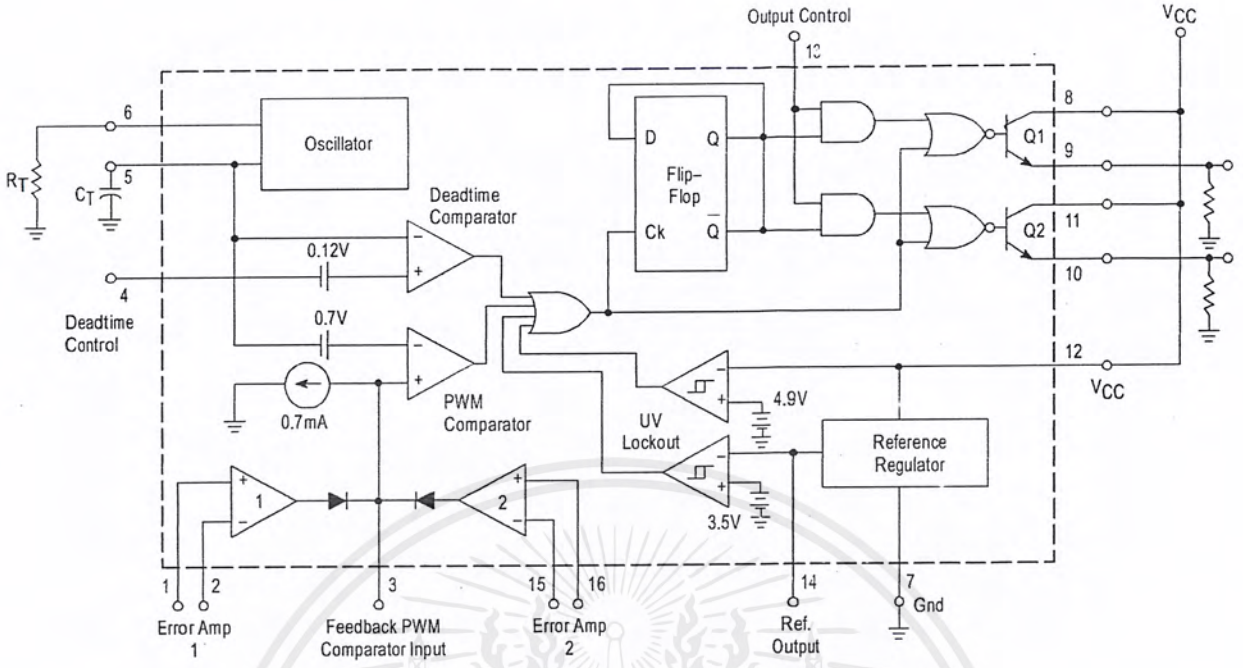 Output Control
VCC
13
6
8
Oscillator
D
Q
Q1
RT
5
9
CT
Flip–
Flop
Deadtime
Comparator
11
Q2
Ck
Q
0.12V
–
+
10
4
Deadtime
Control
0.7V
–
+
12
VCC
0.7mA
PWM
Comparator
–
+
4.9V
UV
Lockout
Reference
Regulator
–
+
3.5V
+
1
–
+
2
–
1
2
3
15
16
14
7
Gnd
Error Amp
1
Feedback PWM
Comparator Input
Error Amp
2
Ref.
Output